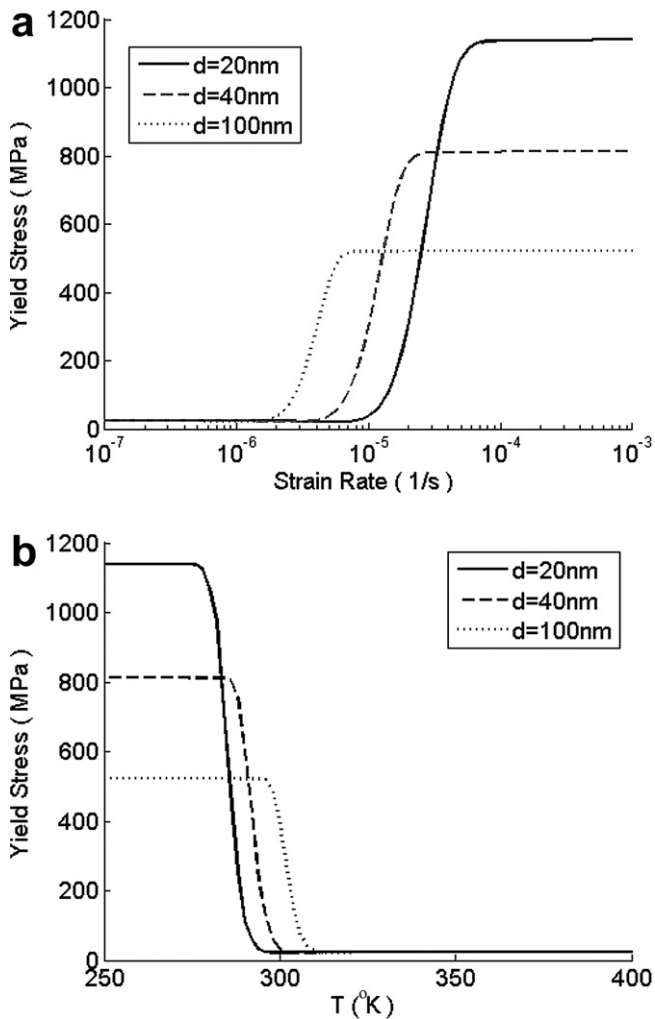 a
1200
1000
800
600
400
200
0
Yield Stress ( MPa )
d=20nm
d=40nm
d=100nm
10-7 10-6 10-5 10-4 10-3
Strain Rate ( 1/s )
b
1200
1000
800
600
400
200
0
Yield Stress ( MPa )
d=20nm
d=40nm
d=100nm
250 300 350 400
T (oK)